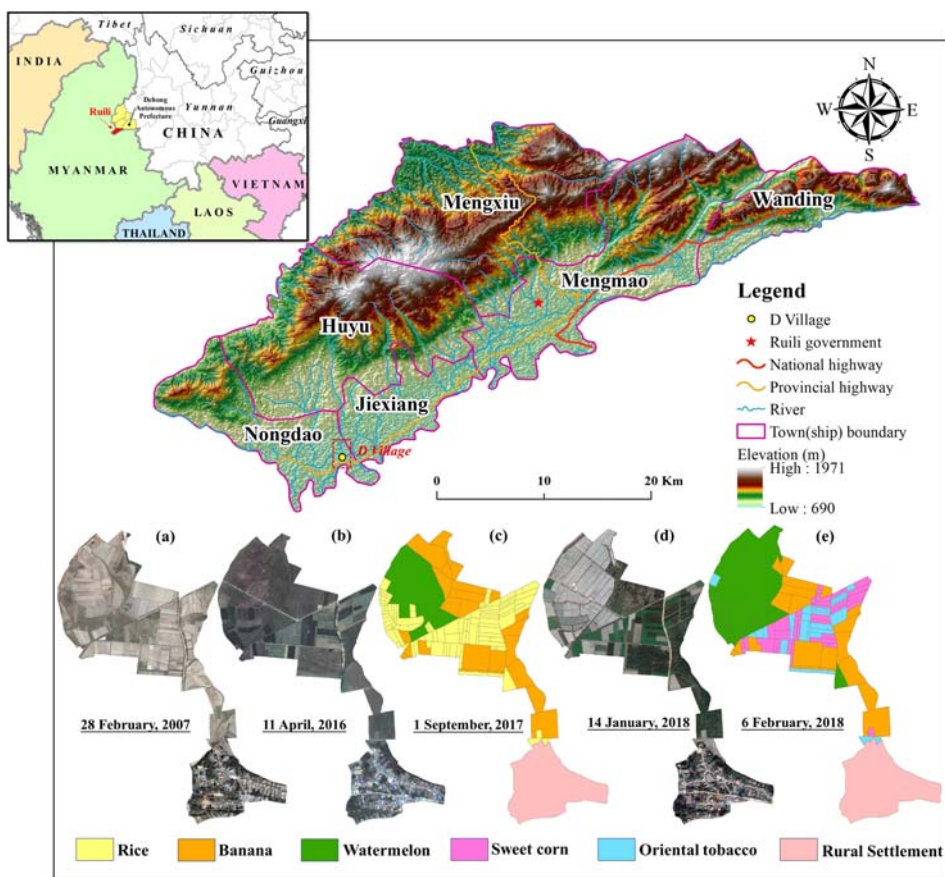 Tibet
Sichuan
INDIA
Guizhou
Dehong
Autonomous
Prefecture
Yunnan
Ruili
Guangxi
CHINA
MYANMAR
VIETNAM
LAOS
THAILAND
N
W E
S
Mengxiu
Wanding
Mengmao
Huyu
Jiexiang
Nongdao
D Village
0 10 20 Km
Legend
D Village
Ruili government
National highway
Provincial highway
River
Town(ship) boundary
Elevation (m)
High : 1971
Low : 690
(a) (b) (c) (d) (e)
28 February, 2007 11 April, 2016 1 September, 2017 14 January, 2018 6 February, 2018
Rice Banana Watermelon Sweet corn Oriental tobacco Rural Settlement